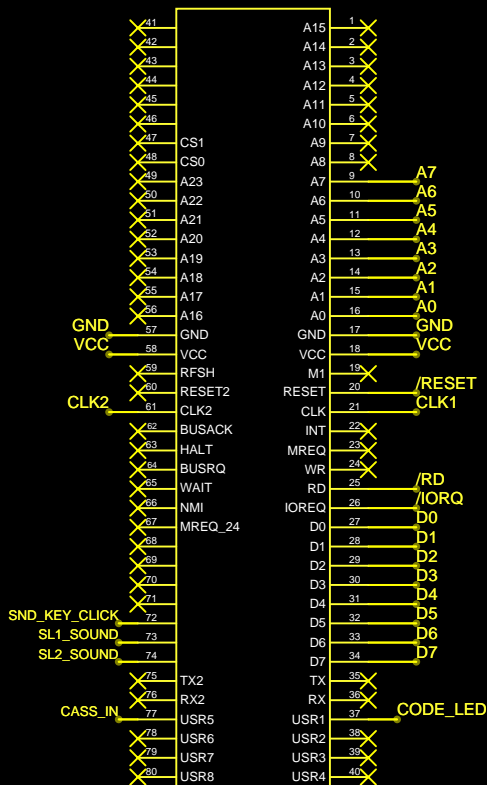 41 A15 1
42 A14 2
43 A13 3
44 A12 4
45 A11 5
46 A10 6
47 CS1 A9 7
48 CS0 A8 8
49 A23 A7 9 A7
50 A22 A6 10 A6
51 A21 A5 11 A5
52 A20 A4 12 A4
53 A19 A3 13 A3
54 A18 A2 14 A2
55 A17 A1 15 A1
56 A16 A0 16 A0
GND 57 GND GND 17 GND
VCC 58 VCC VCC 18 VCC
59 RFSH M1 19
60 RESET2 RESET 20 /RESET
CLK2 61 CLK2 CLK 21 CLK1
62 BUSACK INT 22
63 HALT MREQ 23
64 BUSRQ WR 24
65 WAIT RD 25 /RD
66 NMI IOREQ 26 /IORQ
67 MREQ_24 D0 27 D0
68 D1 28 D1
69 D2 29 D2
70 D3 30 D3
71 D4 31 D4
SND_KEY_CLICK 72 D5 32 D5
SL1_SOUND 73 D6 33 D6
SL2_SOUND 74 D7 34 D7
75 TX2 TX 35
76 RX2 RX 36
CASS_IN 77 USR5 USR1 37 CODE_LED
78 USR6 USR2 38
79 USR7 USR3 39
80 USR8 USR4 40